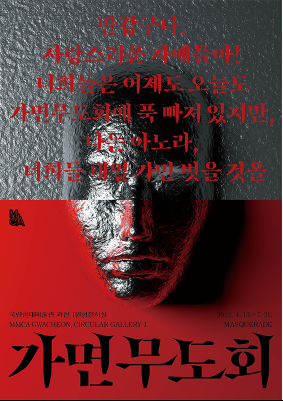 반갑구나,
사랑스러운 자매들아!
너희들은 어제도 오늘도
가면무도회에 푹 빠져 있지만,
나는 아노라,
너희들 내일 가면 벗을 것을
국립현대미술관 과천 1원형전시실
MMCA GWACHEON, CIRCULAR GALLERY 1
MASQUERADE
가면무도회